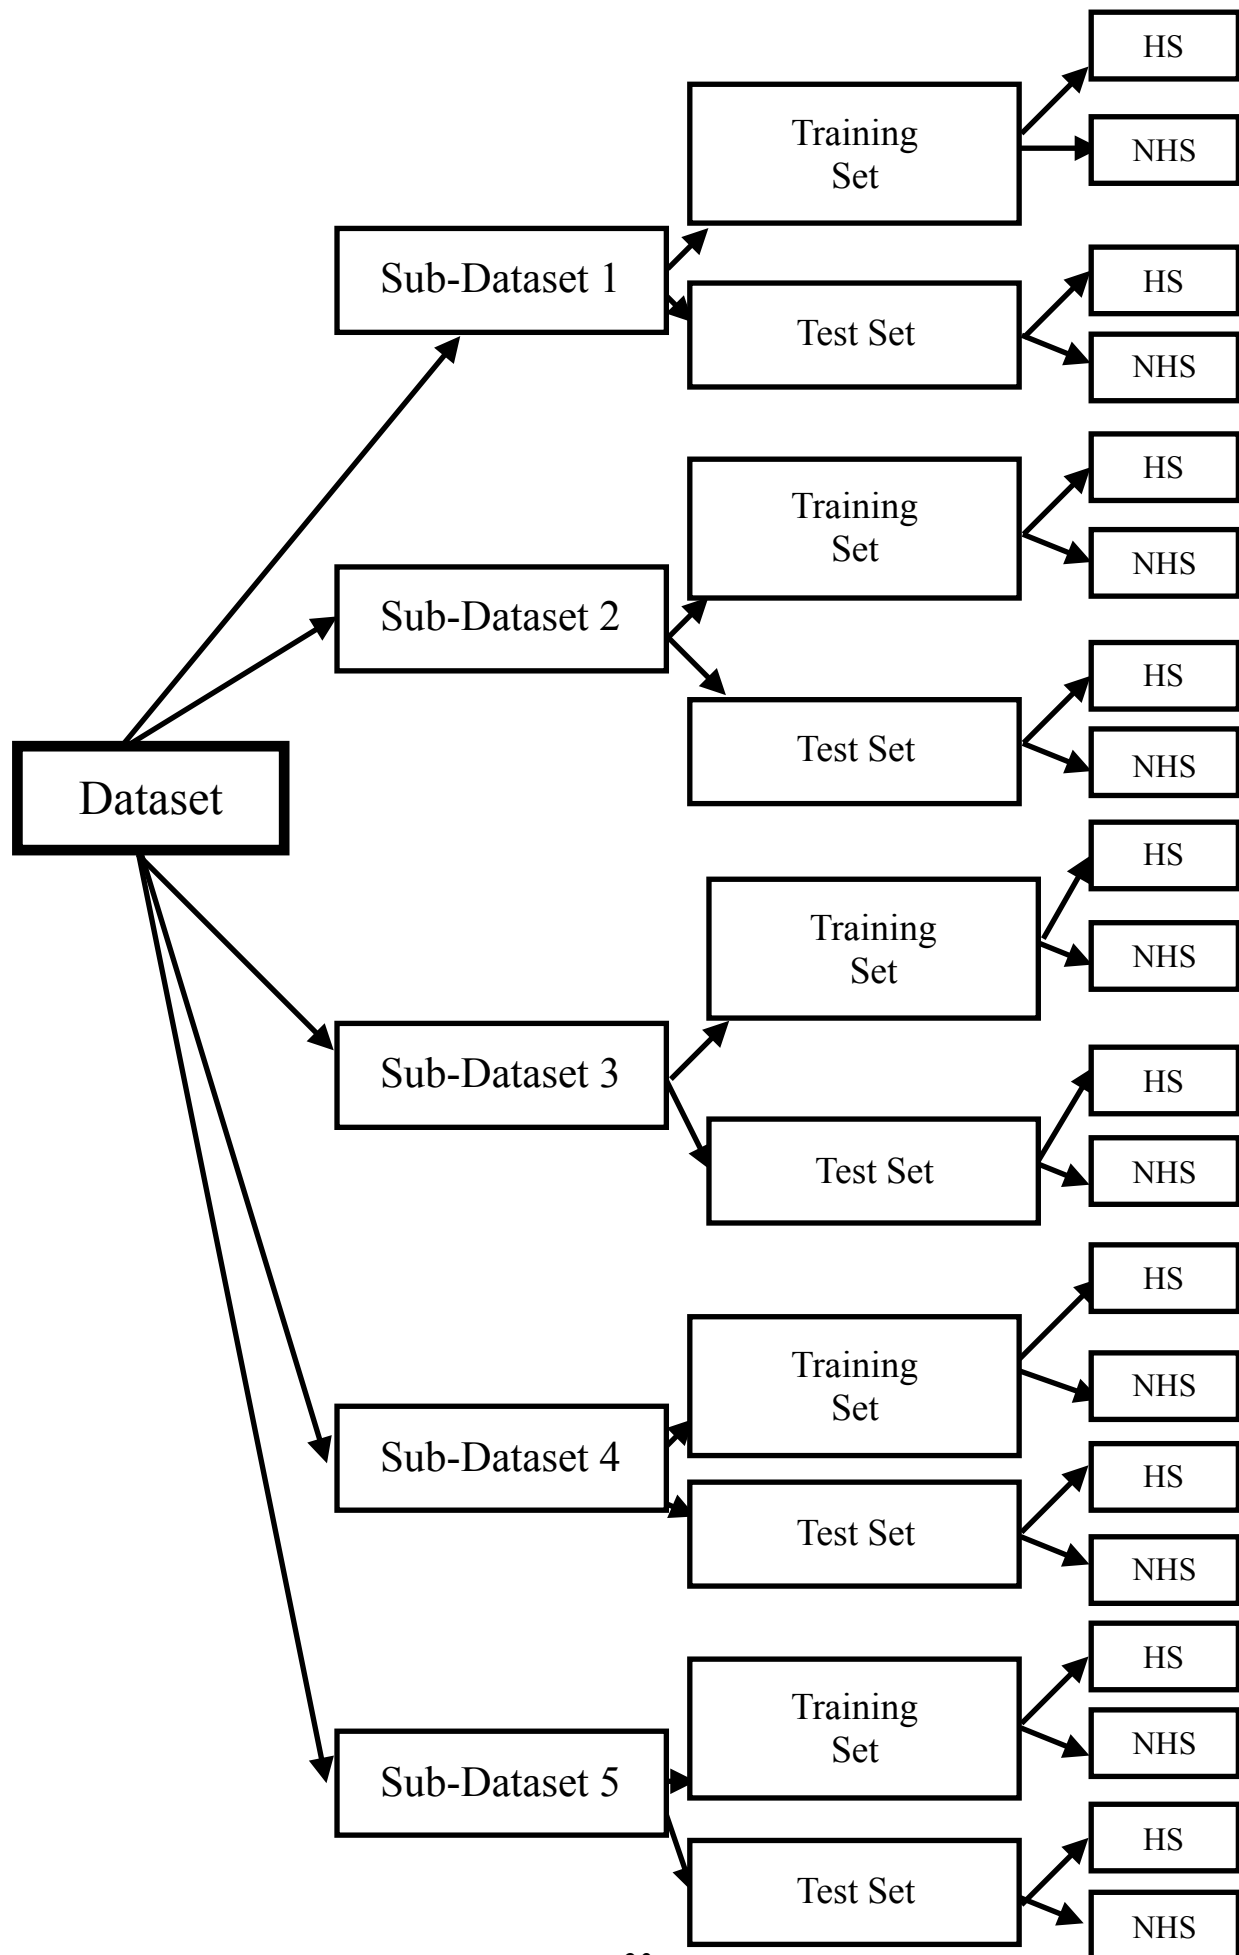 HS
Training
Set
NHS
Sub-Dataset 1
HS
Test Set
NHS
HS
Training
Set
NHS
Sub-Dataset 2
HS
Test Set
NHS
Dataset
HS
Training
Set
NHS
Sub-Dataset 3
HS
Test Set
NHS
HS
Training
Set
NHS
Sub-Dataset 4
HS
Test Set
NHS
HS
Training
Set
NHS
Sub-Dataset 5
HS
Test Set
NHS